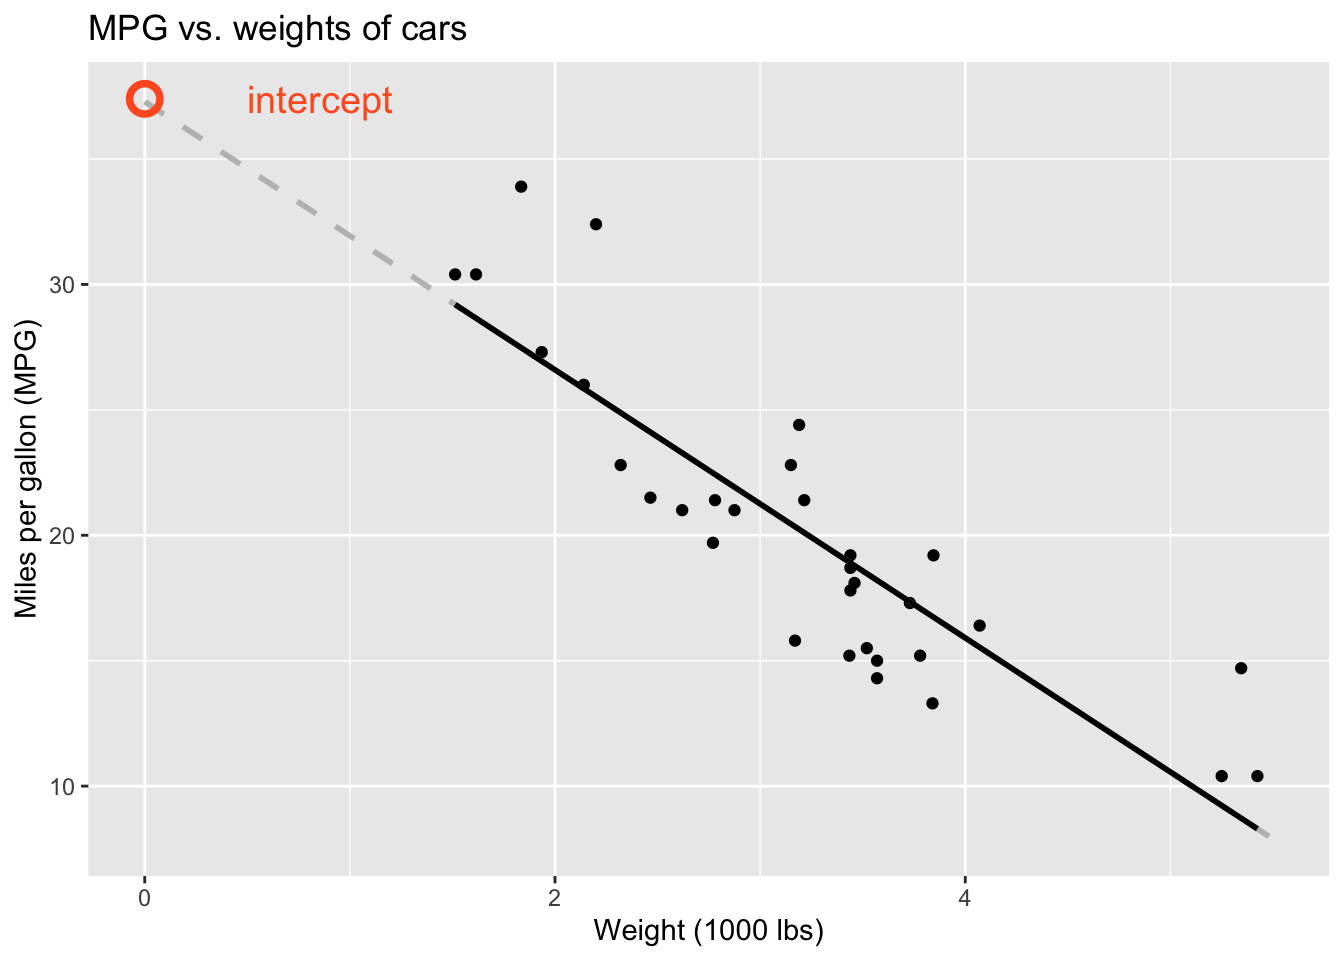 MPG vs. weights of cars
intercept
30
20
10
Miles per gallon (MPG)
0
2
4
Weight (1000 lbs)